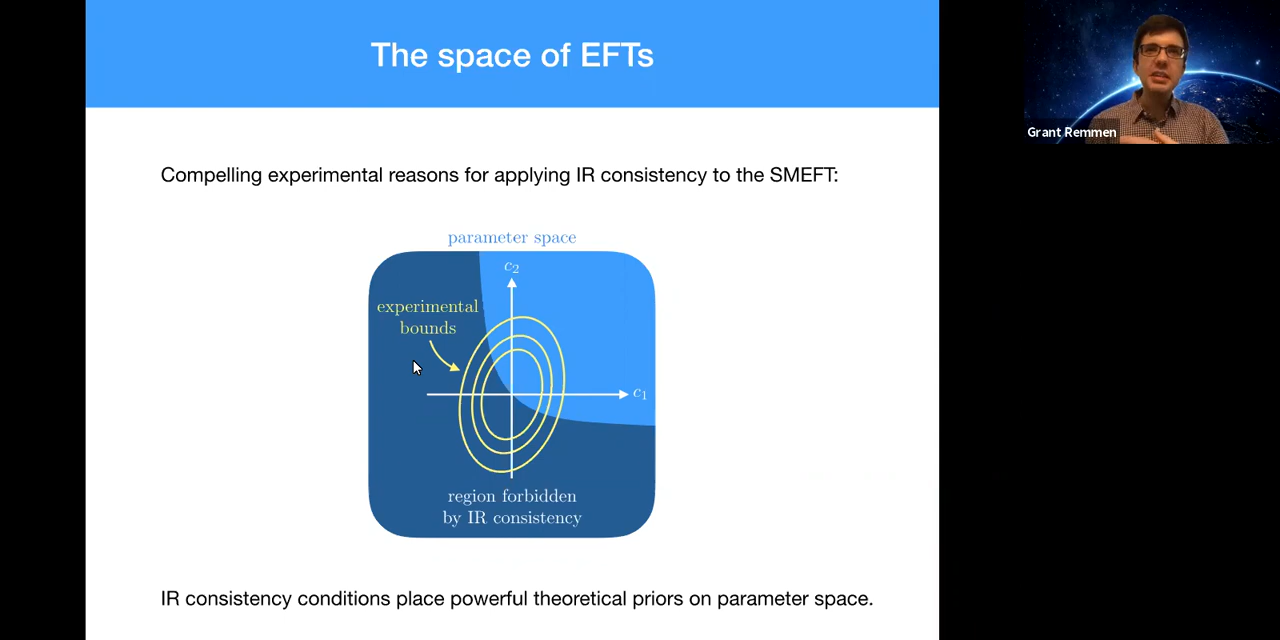 The space of EFTs
Grant Remmen
Compelling experimental reasons for applying IR consistency to the SMEFT:
parameter space
c₂
experimental
bounds
c₁
region forbidden
by IR consistency
IR consistency conditions place powerful theoretical priors on parameter space.